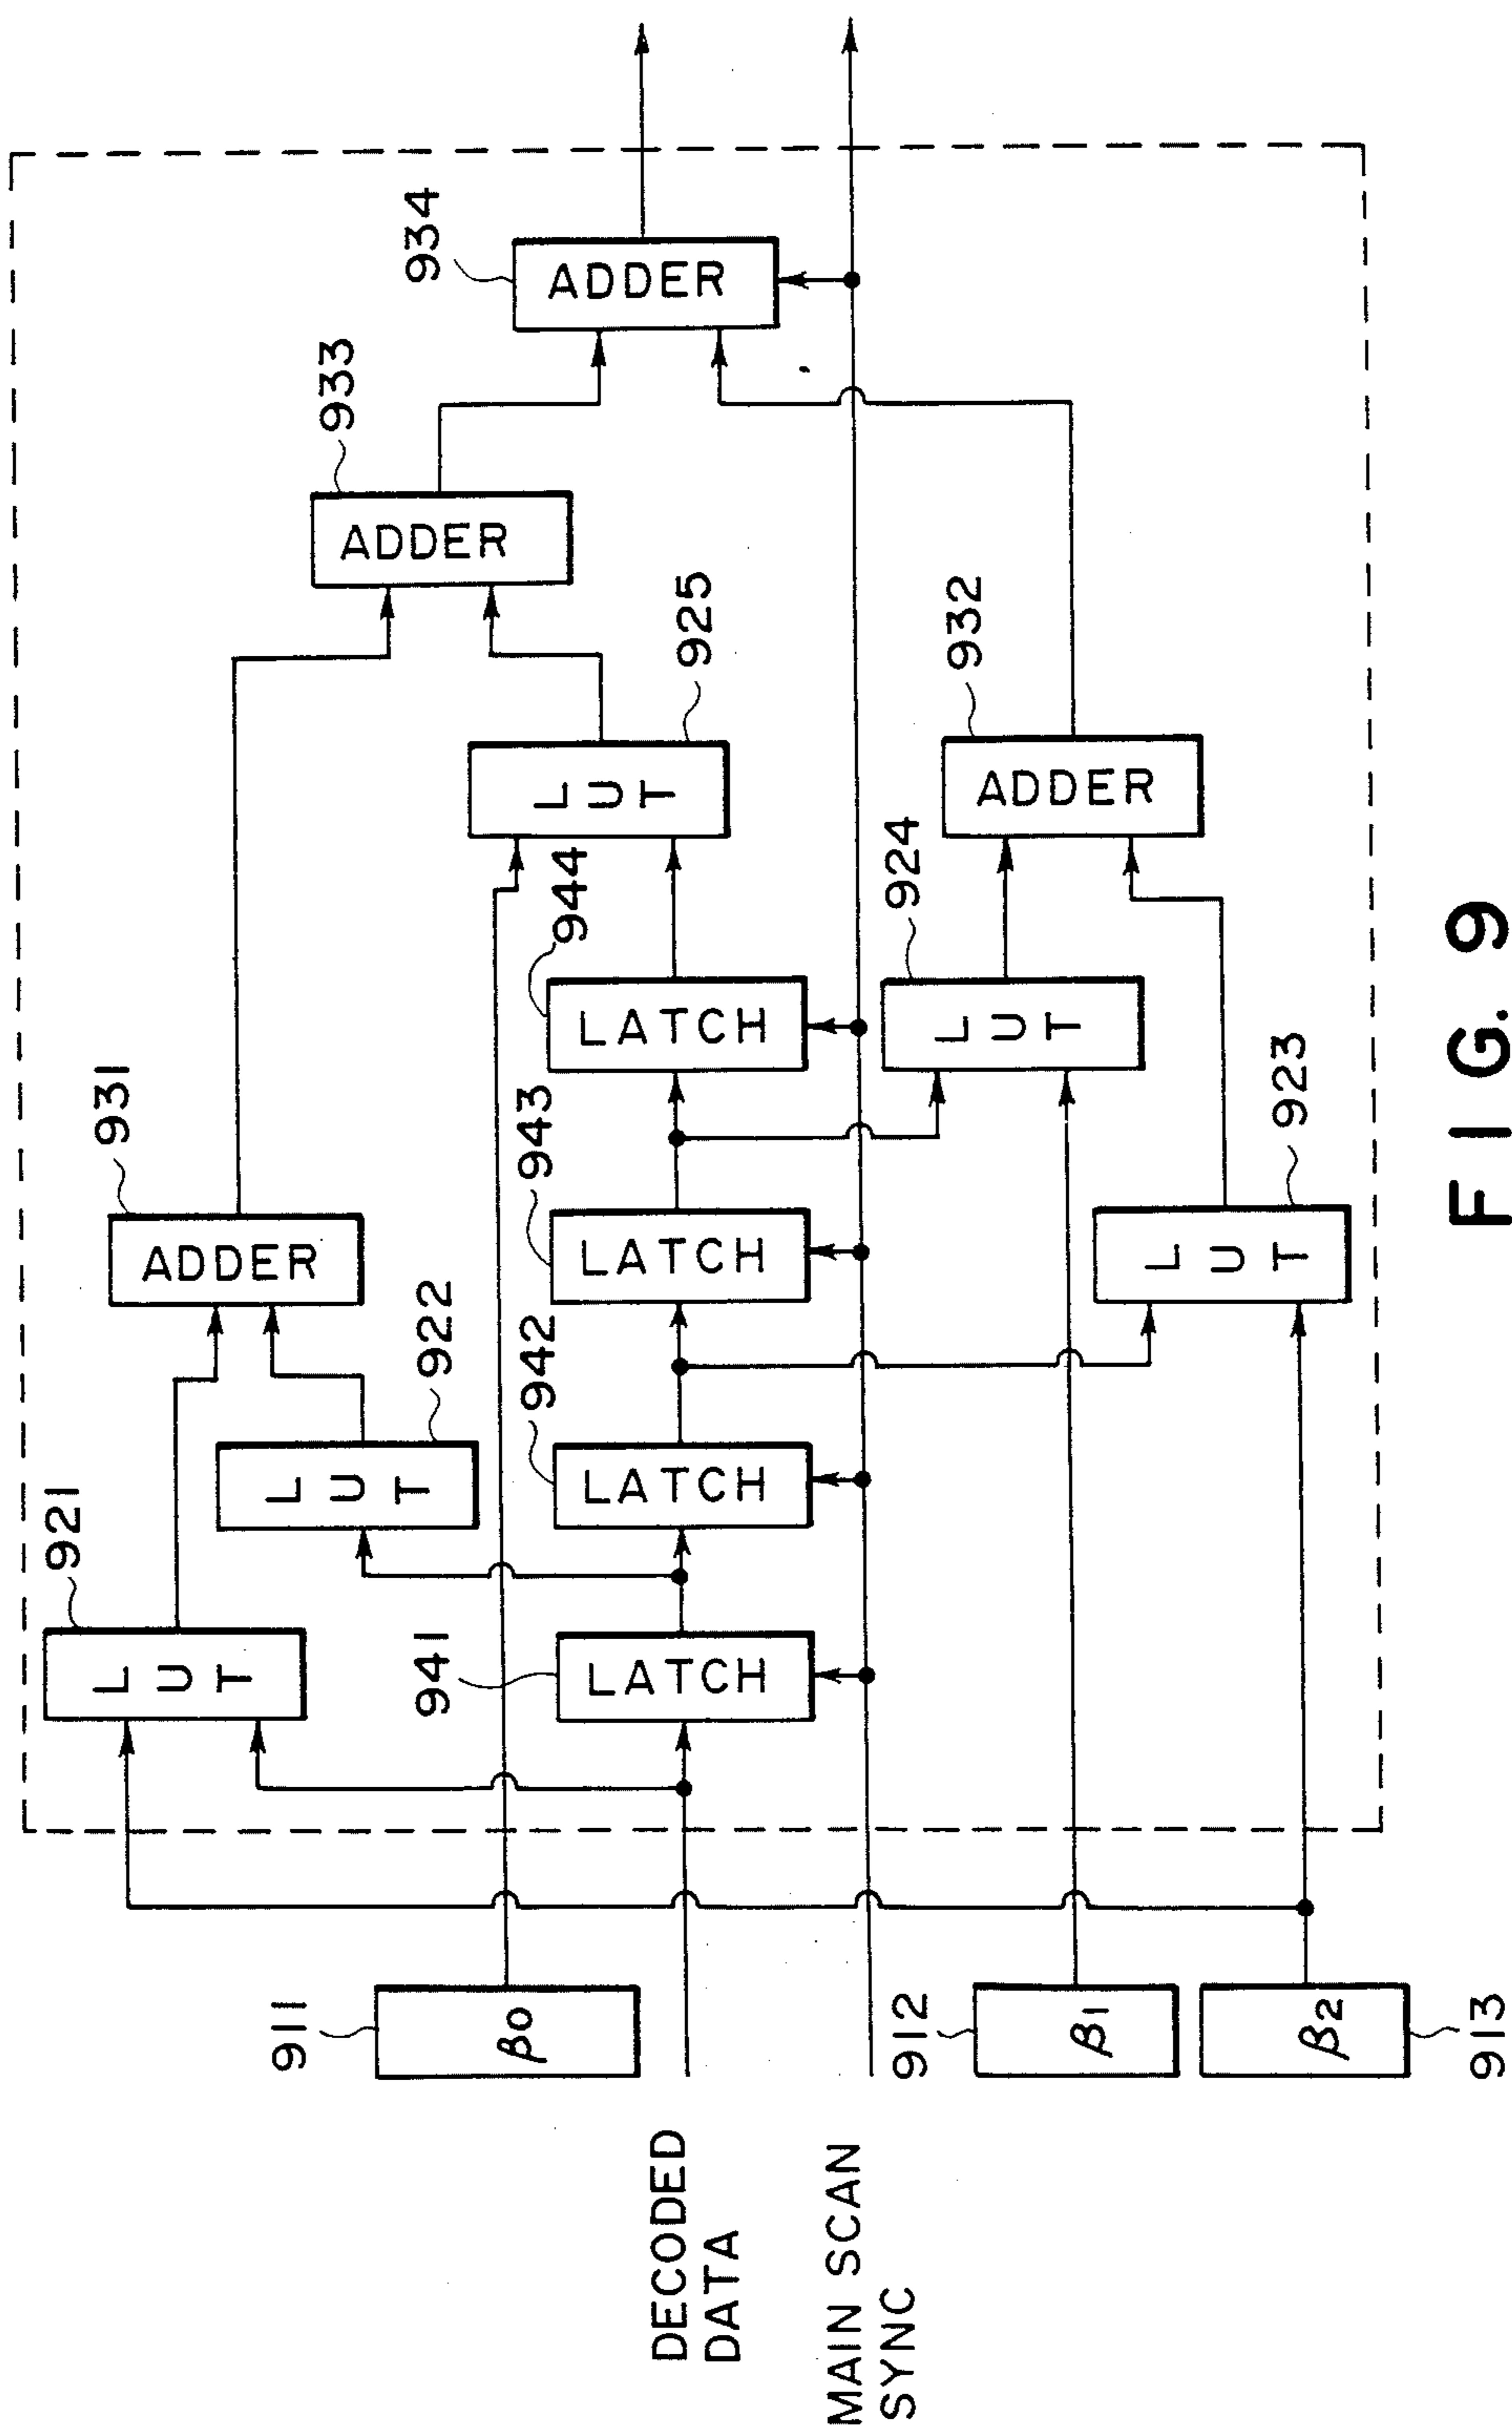 934
ADDER
933
ADDER
925
LUT
932
ADDER
944
LATCH
924
LUT
931
ADDER
943
LATCH
923
LUT
922
LUT
942
LATCH
921
LUT
941
LATCH
911
β0
912
β1
913
β2
DECODED
DATA
MAIN SCAN
SYNC
FIG. 9